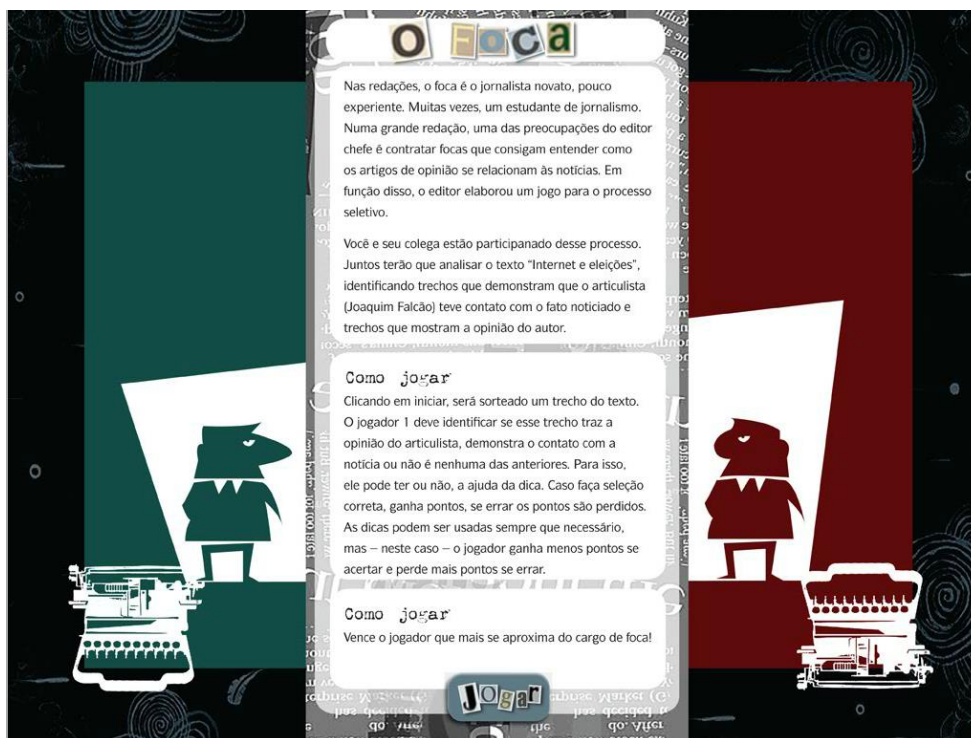 O Foca
Nas redações, o foca é o jornalista novato, pouco
experiente. Muitas vezes, um estudante de jornalismo.
Numa grande redação, uma das preocupações do editor
chefe é contratar focas que consigam entender como
os artigos de opinião se relacionam às notícias. Em
função disso, o editor elaborou um jogo para o processo
seletivo.
Você e seu colega estão participanado desse processo.
Juntos terão que analisar o texto “Internet e eleições”,
identificando trechos que demonstram que o articulista
(Joaquim Falcão) teve contato com o fato noticiado e
trechos que mostram a opinião do autor.
Como jogar
Clicando em iniciar, será sorteado um trecho do texto.
O jogador 1 deve identificar se esse trecho traz a
opinião do articulista, demonstra o contato com a
notícia ou não é nenhuma das anteriores. Para isso,
ele pode ter ou não, a ajuda da dica. Caso faça seleção
correta, ganha pontos, se errar os pontos são perdidos.
As dicas podem ser usadas sempre que necessário,
mas – neste caso – o jogador ganha menos pontos se
acertar e perde mais pontos se errar.
Como jogar
Vence o jogador que mais se aproxima do cargo de foca!
Jogar